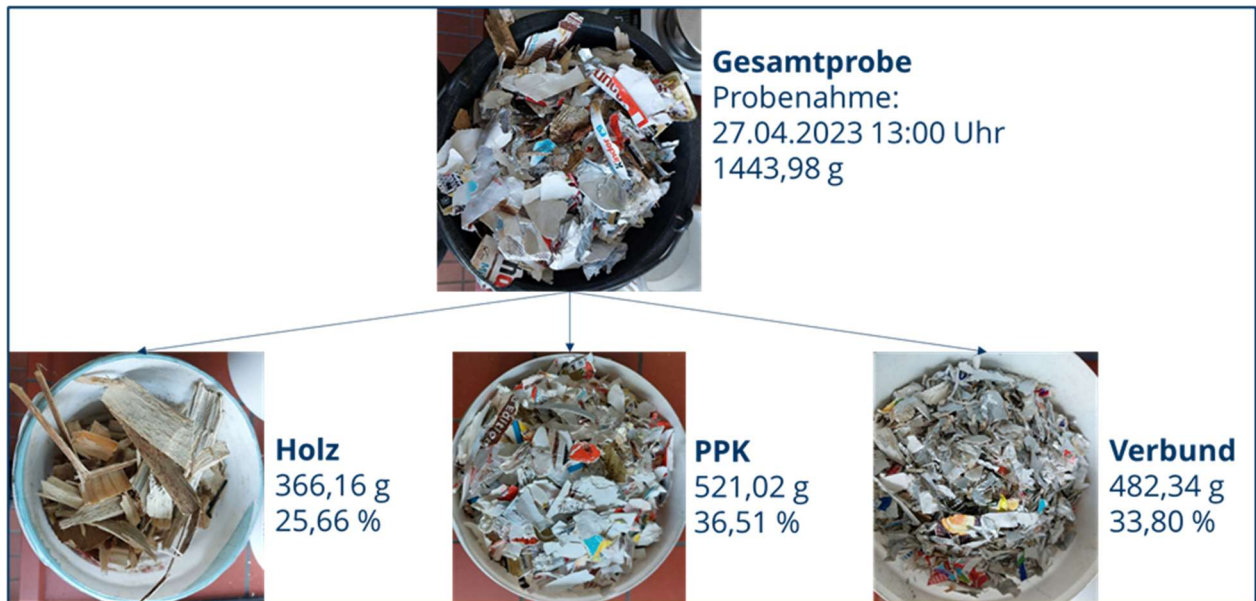 Gesamtprobe
Probenahme:
27.04.2023 13:00 Uhr
1443,98 g
Holz
366,16 g
25,66 %
PPK
521,02 g
36,51 %
Verbund
482,34 g
33,80 %